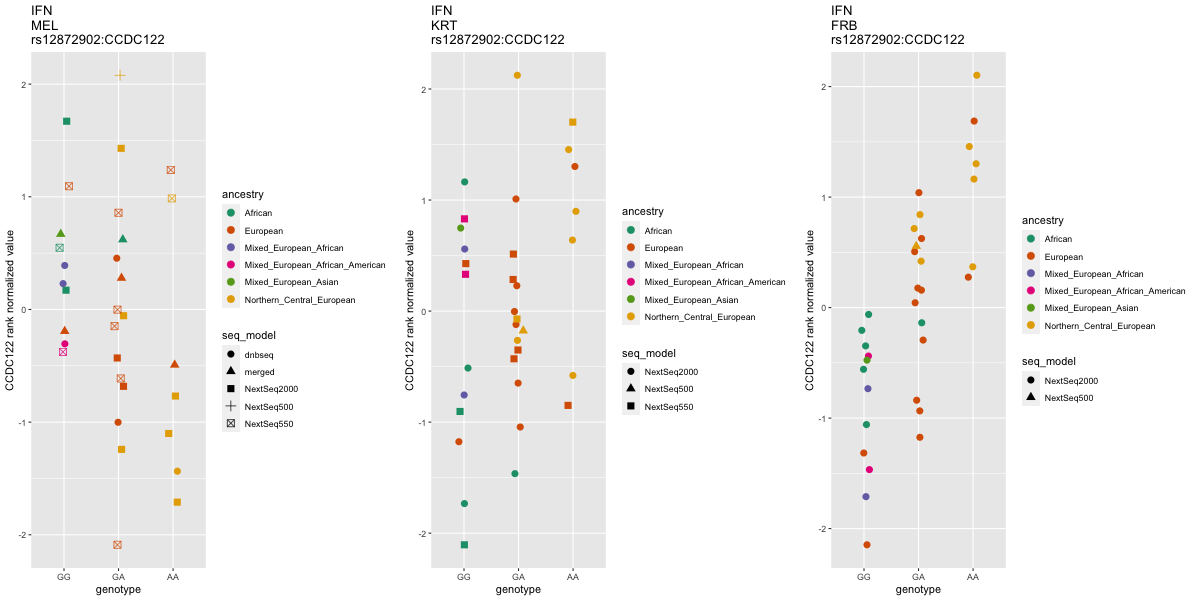 IFN
MEL
rs12872902:CCDC122
CCDC122 rank normalized value
2
1
0
-1
-2
GG
GA
AA
genotype
ancestry
African
European
Mixed_European_African
Mixed_European_African_American
Mixed_European_Asian
Northern_Central_European
seq_model
dnbseq
merged
NextSeq2000
NextSeq500
NextSeq550
IFN
KRT
rs12872902:CCDC122
CCDC122 rank normalized value
2
1
0
-1
-2
GG
GA
AA
genotype
ancestry
African
European
Mixed_European_African
Mixed_European_African_American
Mixed_European_Asian
Northern_Central_European
seq_model
NextSeq2000
NextSeq500
NextSeq550
IFN
FRB
rs12872902:CCDC122
CCDC122 rank normalized value
2
1
0
-1
-2
GG
GA
AA
genotype
ancestry
African
European
Mixed_European_African
Mixed_European_African_American
Mixed_European_Asian
Northern_Central_European
seq_model
NextSeq2000
NextSeq500